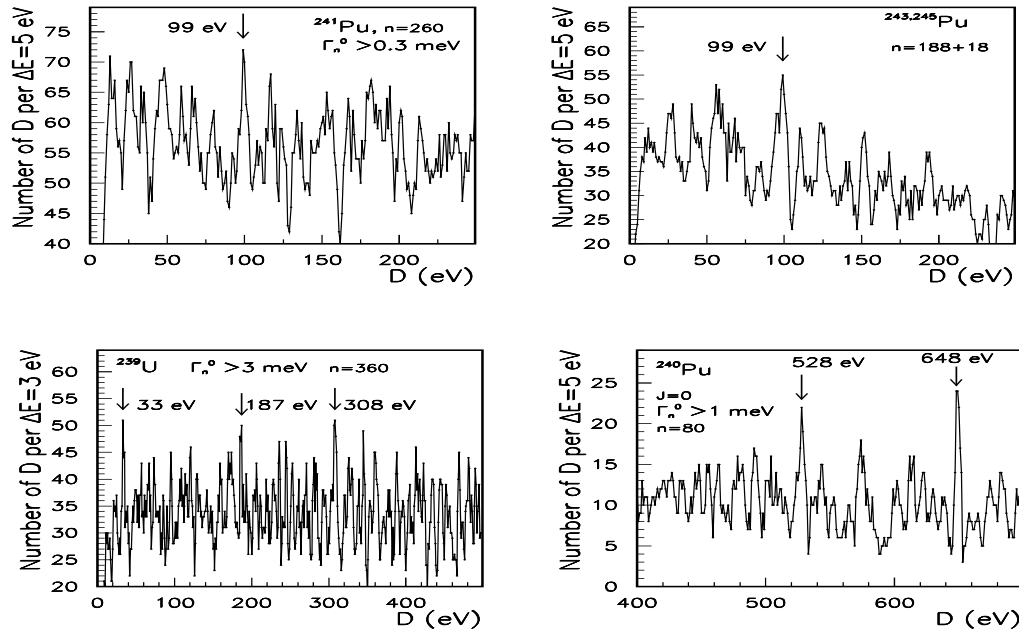 Number of D per ΔE=5 eV
75
70
65
60
55
50
45
40
99 eV
²⁴¹Pu, n=260
Γₙ⁰ >0.3 meV
0 50 100 150 200
D (eV)
Number of D per ΔE=5 eV
65
60
55
50
45
40
35
30
25
20
99 eV
²⁴³,²⁴⁵Pu
n=188+18
0 50 100 150 200
D (eV)
Number of D per ΔE=3 eV
60
55
50
45
40
35
30
25
20
²³⁹U Γₙ⁰ >3 meV n=360
33 eV 187 eV 308 eV
0 100 200 300 400
D (eV)
Number of D per ΔE=5 eV
25
20
15
10
5
0
528 eV
648 eV
²⁴⁰Pu
J=0
Γₙ⁰ >1 meV
n=80
400 500 600
D (eV)